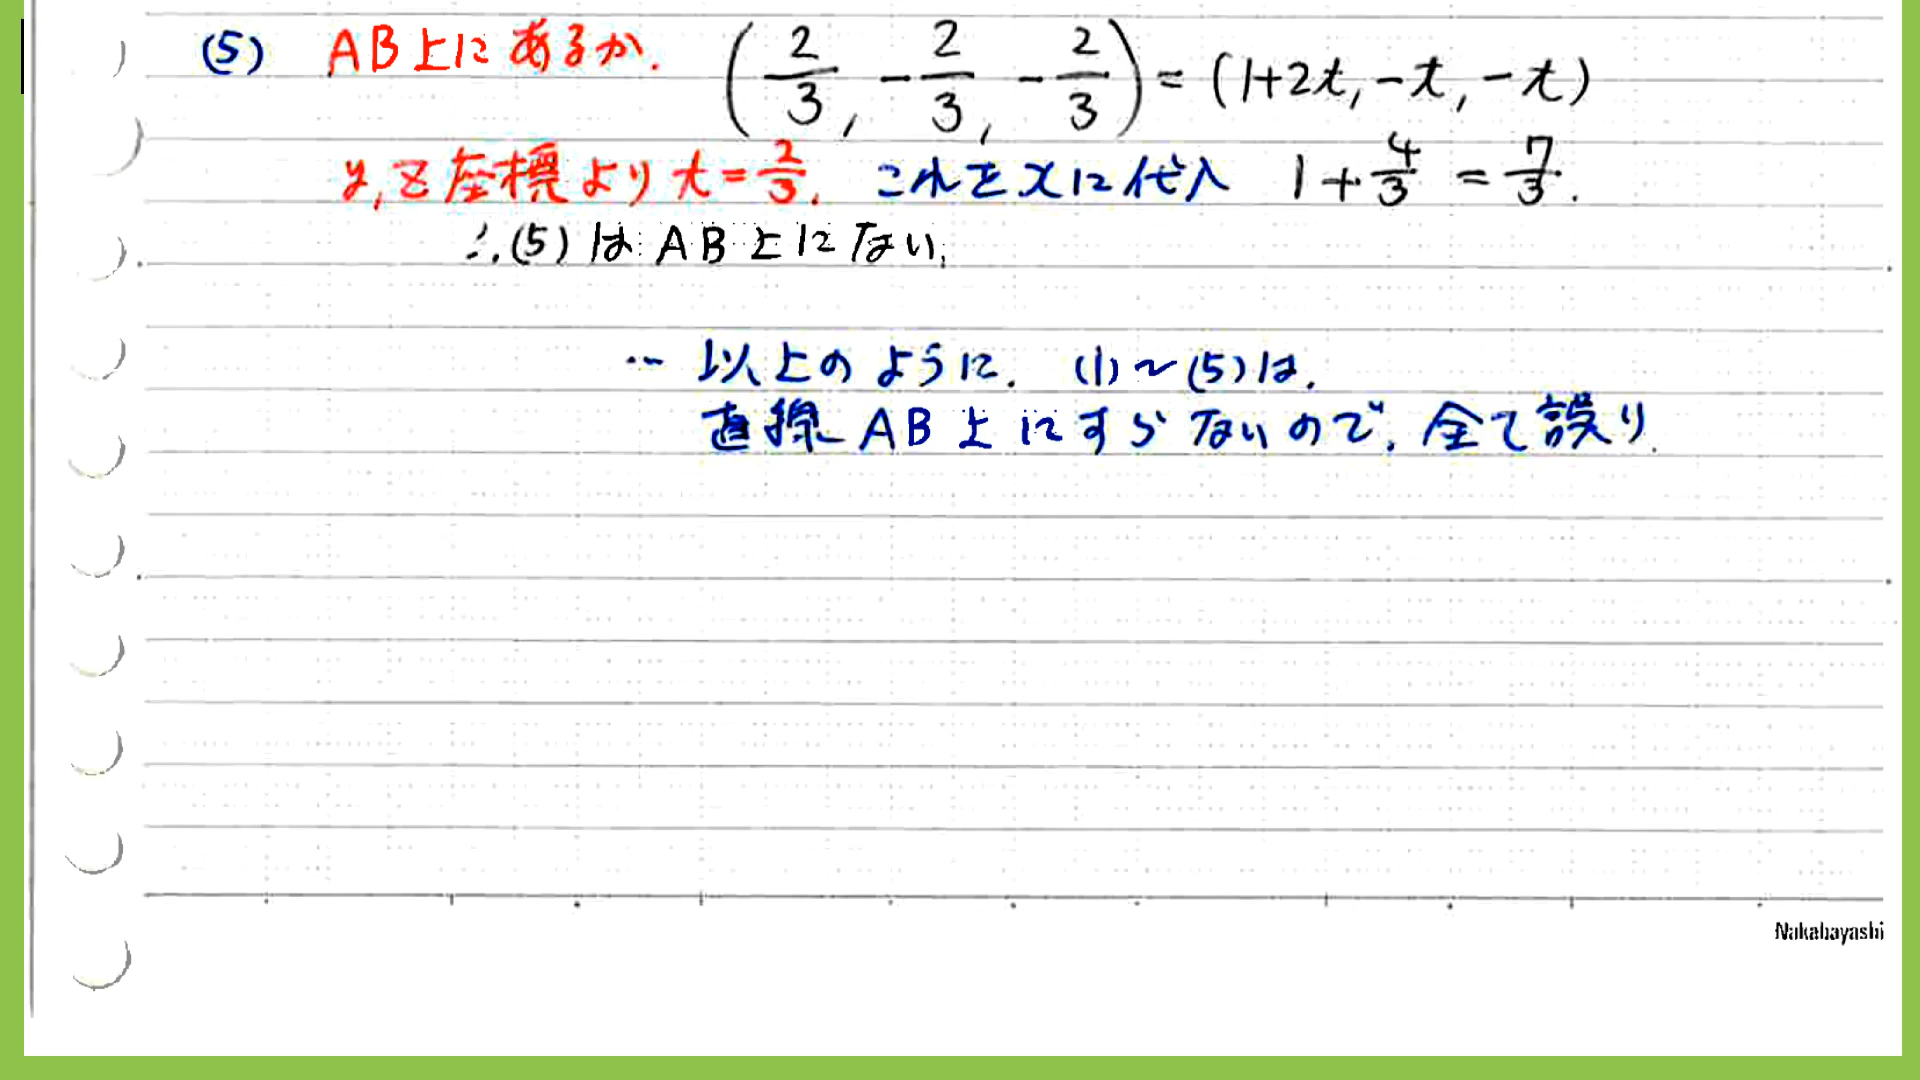 (5) AB上にあるか. (2/3, -2/3, -2/3) = (1+2t, -t, -t)
y, z座標より t = 2/3. これをxに代入 1 + 4/3 = 7/3.
∴(5)はAB上にない.
… 以上のように. (1)～(5)は.
直線AB上にすらないので. 全て誤り.
Nakabayashi